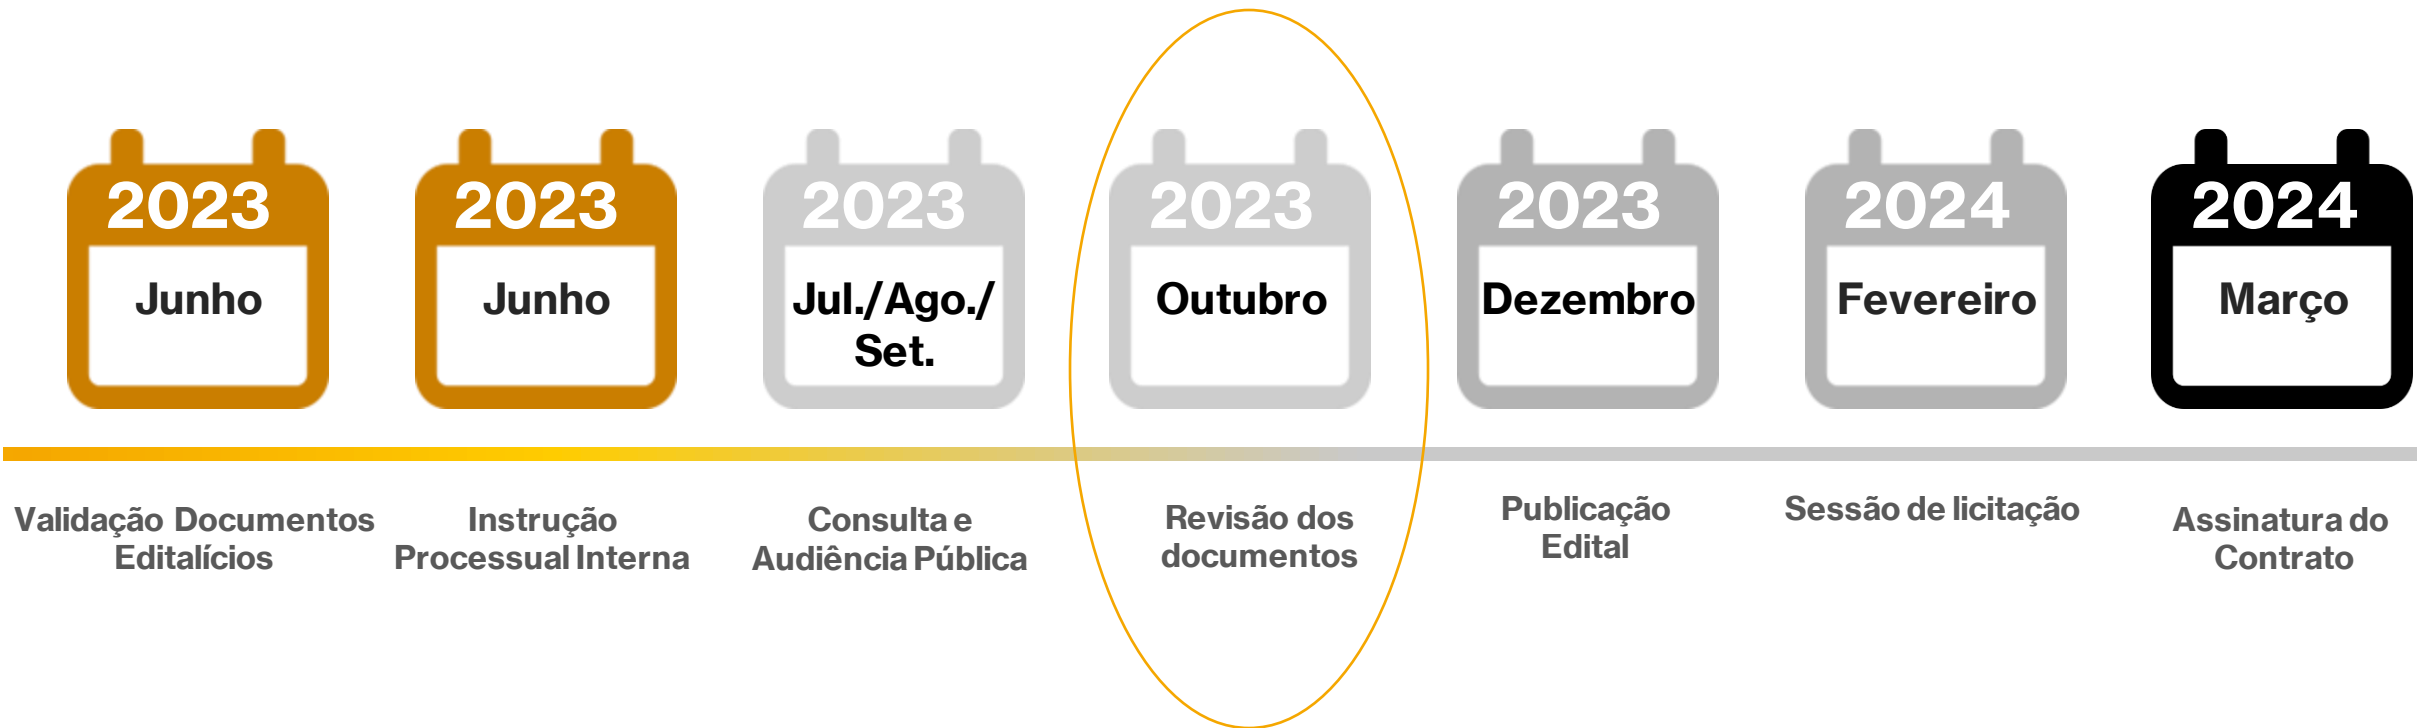 2023
Junho
Validação Documentos
Editalícios
2023
Junho
Instrução
Processual Interna
2023
Jul./Ago./
Set.
Consulta e
Audiência Pública
2023
Outubro
Revisão dos
documentos
2023
Dezembro
Publicação
Edital
2024
Fevereiro
Sessão de licitação
2024
Março
Assinatura do
Contrato